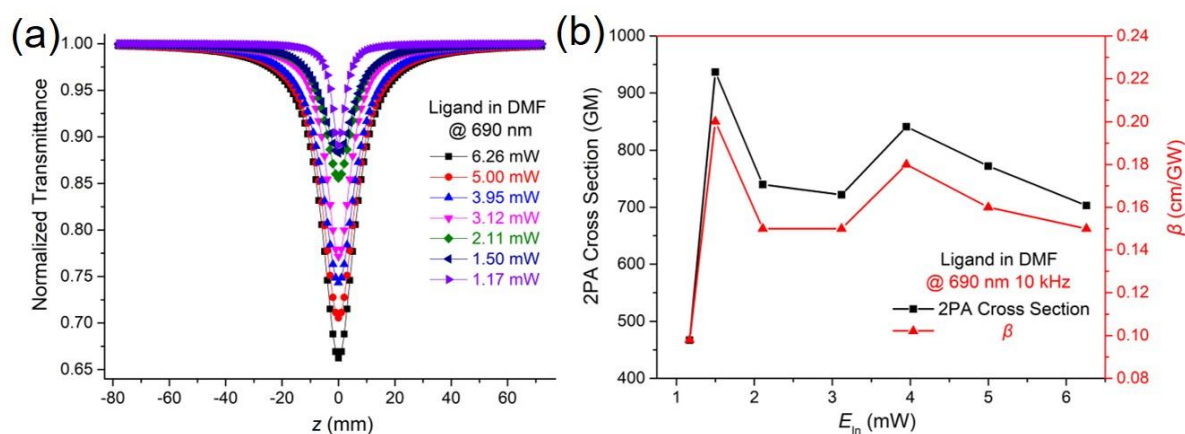 (a)
1.00
0.95
0.90
0.85
0.80
0.75
0.70
0.65
Normalized Transmittance
-80
-60
-40
-20
0
20
40
60
z (mm)
Ligand in DMF
@ 690 nm
6.26 mW
5.00 mW
3.95 mW
3.12 mW
2.11 mW
1.50 mW
1.17 mW
(b)
1000
900
800
700
600
500
400
2PA Cross Section (GM)
1
2
3
4
5
6
E_In (mW)
0.24
0.22
0.20
0.18
0.16
0.14
0.12
0.10
0.08
β (cm/GW)
Ligand in DMF
@ 690 nm 10 kHz
2PA Cross Section
β